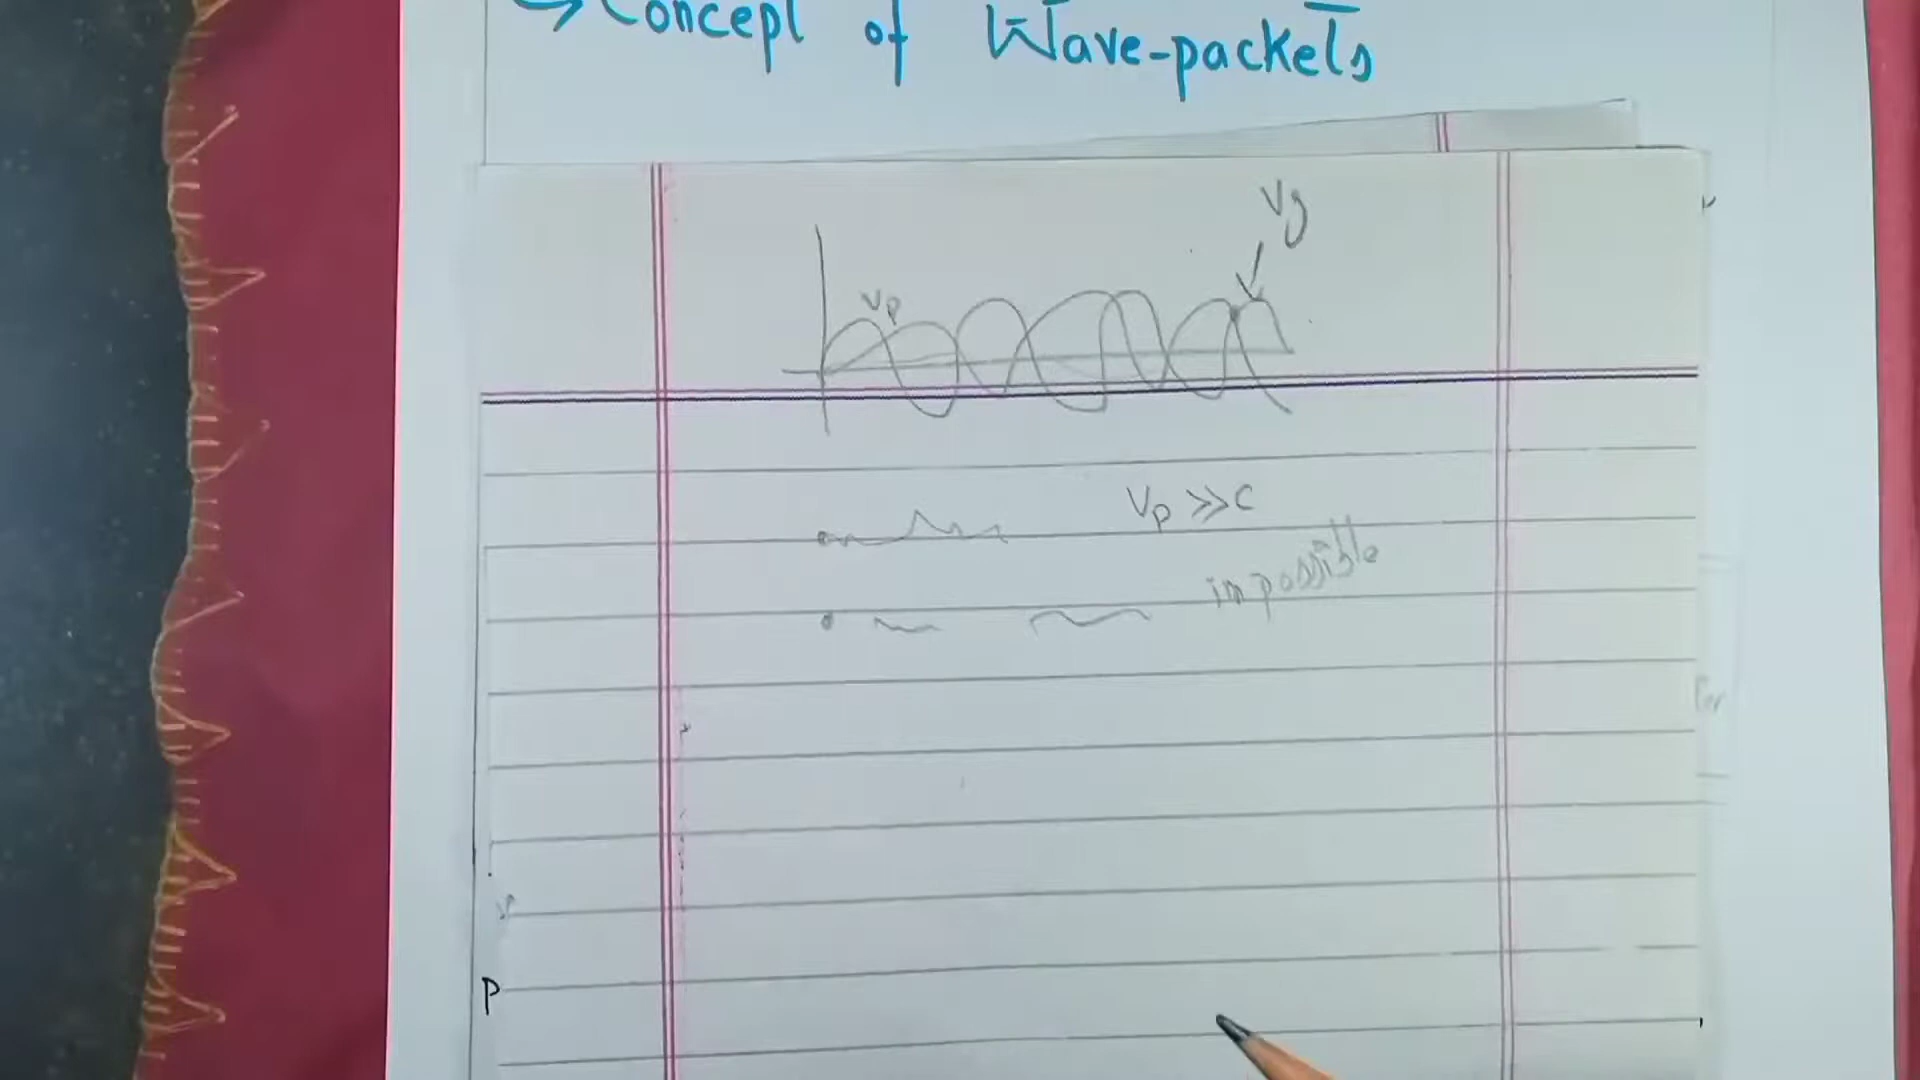 → Concept of Wave-packets
Vg
Vp
Vp >> C
impossible
P